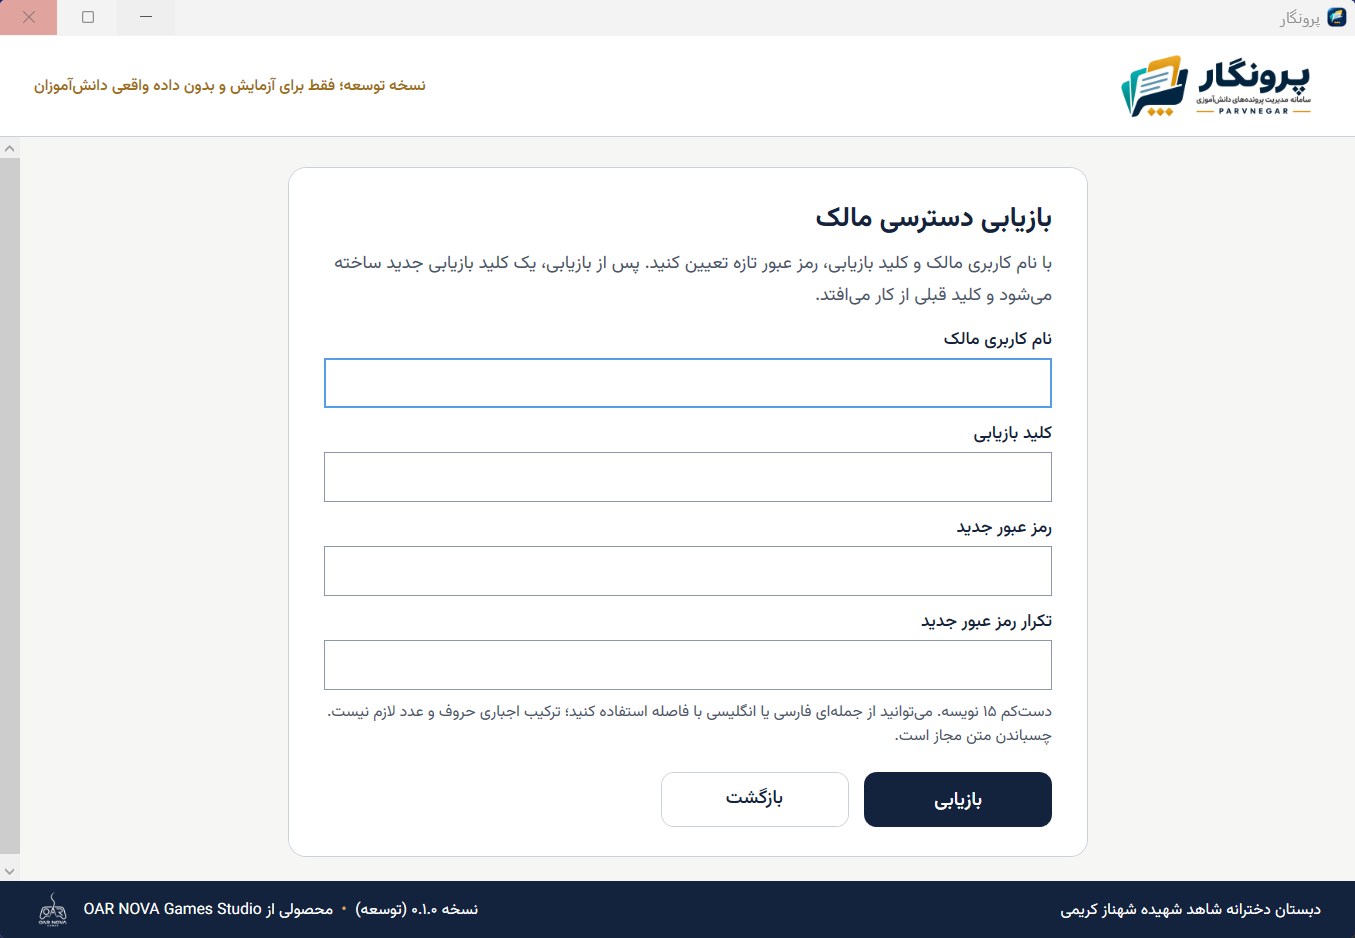 پرونگار
پرونگار
سامانه مدیریت پرونده‌های دانش‌آموزی
PARVNEGAR
نسخه توسعه؛ فقط برای آزمایش و بدون داده واقعی دانش‌آموزان
بازیابی دسترسی مالک
با نام کاربری مالک و کلید بازیابی، رمز عبور تازه تعیین کنید. پس از بازیابی، یک کلید بازیابی جدید ساخته
می‌شود و کلید قبلی از کار می‌افتد.
نام کاربری مالک
کلید بازیابی
رمز عبور جدید
تکرار رمز عبور جدید
دست‌کم ۱۵ نویسه. می‌توانید از جمله‌ای فارسی یا انگلیسی با فاصله استفاده کنید؛ ترکیب اجباری حروف و عدد لازم نیست.
چسباندن متن مجاز است.
بازیابی
بازگشت
دبستان دخترانه شاهد شهیده شهناز کریمی
نسخه ۰.۱.۰ (توسعه) • محصولی از OAR NOVA Games Studio
OAR NOVA
GAMES